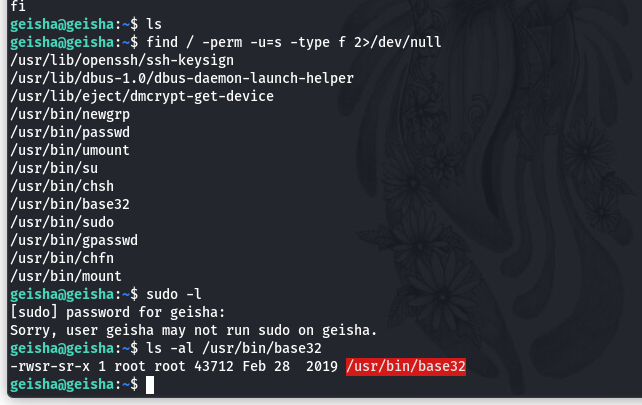 fi
geisha@geisha:~$ ls
geisha@geisha:~$ find / -perm -u=s -type f 2>/dev/null
/usr/lib/openssh/ssh-keysign
/usr/lib/dbus-1.0/dbus-daemon-launch-helper
/usr/lib/eject/dmcrypt-get-device
/usr/bin/newgrp
/usr/bin/passwd
/usr/bin/umount
/usr/bin/su
/usr/bin/chsh
/usr/bin/base32
/usr/bin/sudo
/usr/bin/gpasswd
/usr/bin/chfn
/usr/bin/mount
geisha@geisha:~$ sudo -l
[sudo] password for geisha:
Sorry, user geisha may not run sudo on geisha.
geisha@geisha:~$ ls -al /usr/bin/base32
-rwsr-sr-x 1 root root 43712 Feb 28  2019 /usr/bin/base32
geisha@geisha:~$